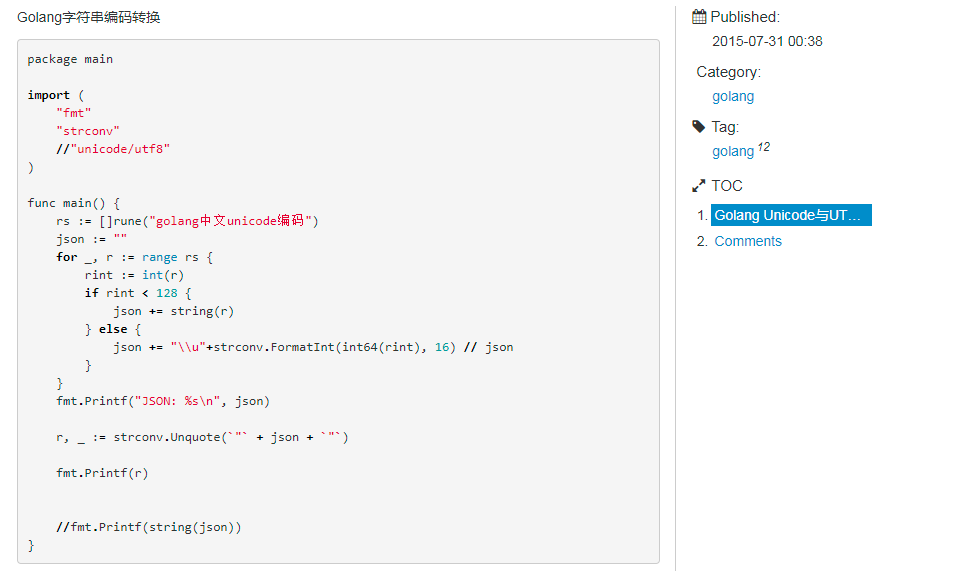 Golang字符串编码转换
package main
import (
    "fmt"
    "strconv"
    //"unicode/utf8"
)
func main() {
    rs := []rune("golang中文unicode编码")
    json := ""
    for _, r := range rs {
        rint := int(r)
        if rint < 128 {
            json += string(r)
        } else {
            json += "\\u"+strconv.FormatInt(int64(rint), 16) // json
        }
    }
    fmt.Printf("JSON: %s\n", json)
    r, _ := strconv.Unquote(`"` + json + `"`)
    fmt.Printf(r)
    //fmt.Printf(string(json))
}
Published:
2015-07-31 00:38
Category:
golang
Tag:
golang 12
TOC
1. Golang Unicode与UT...
2. Comments